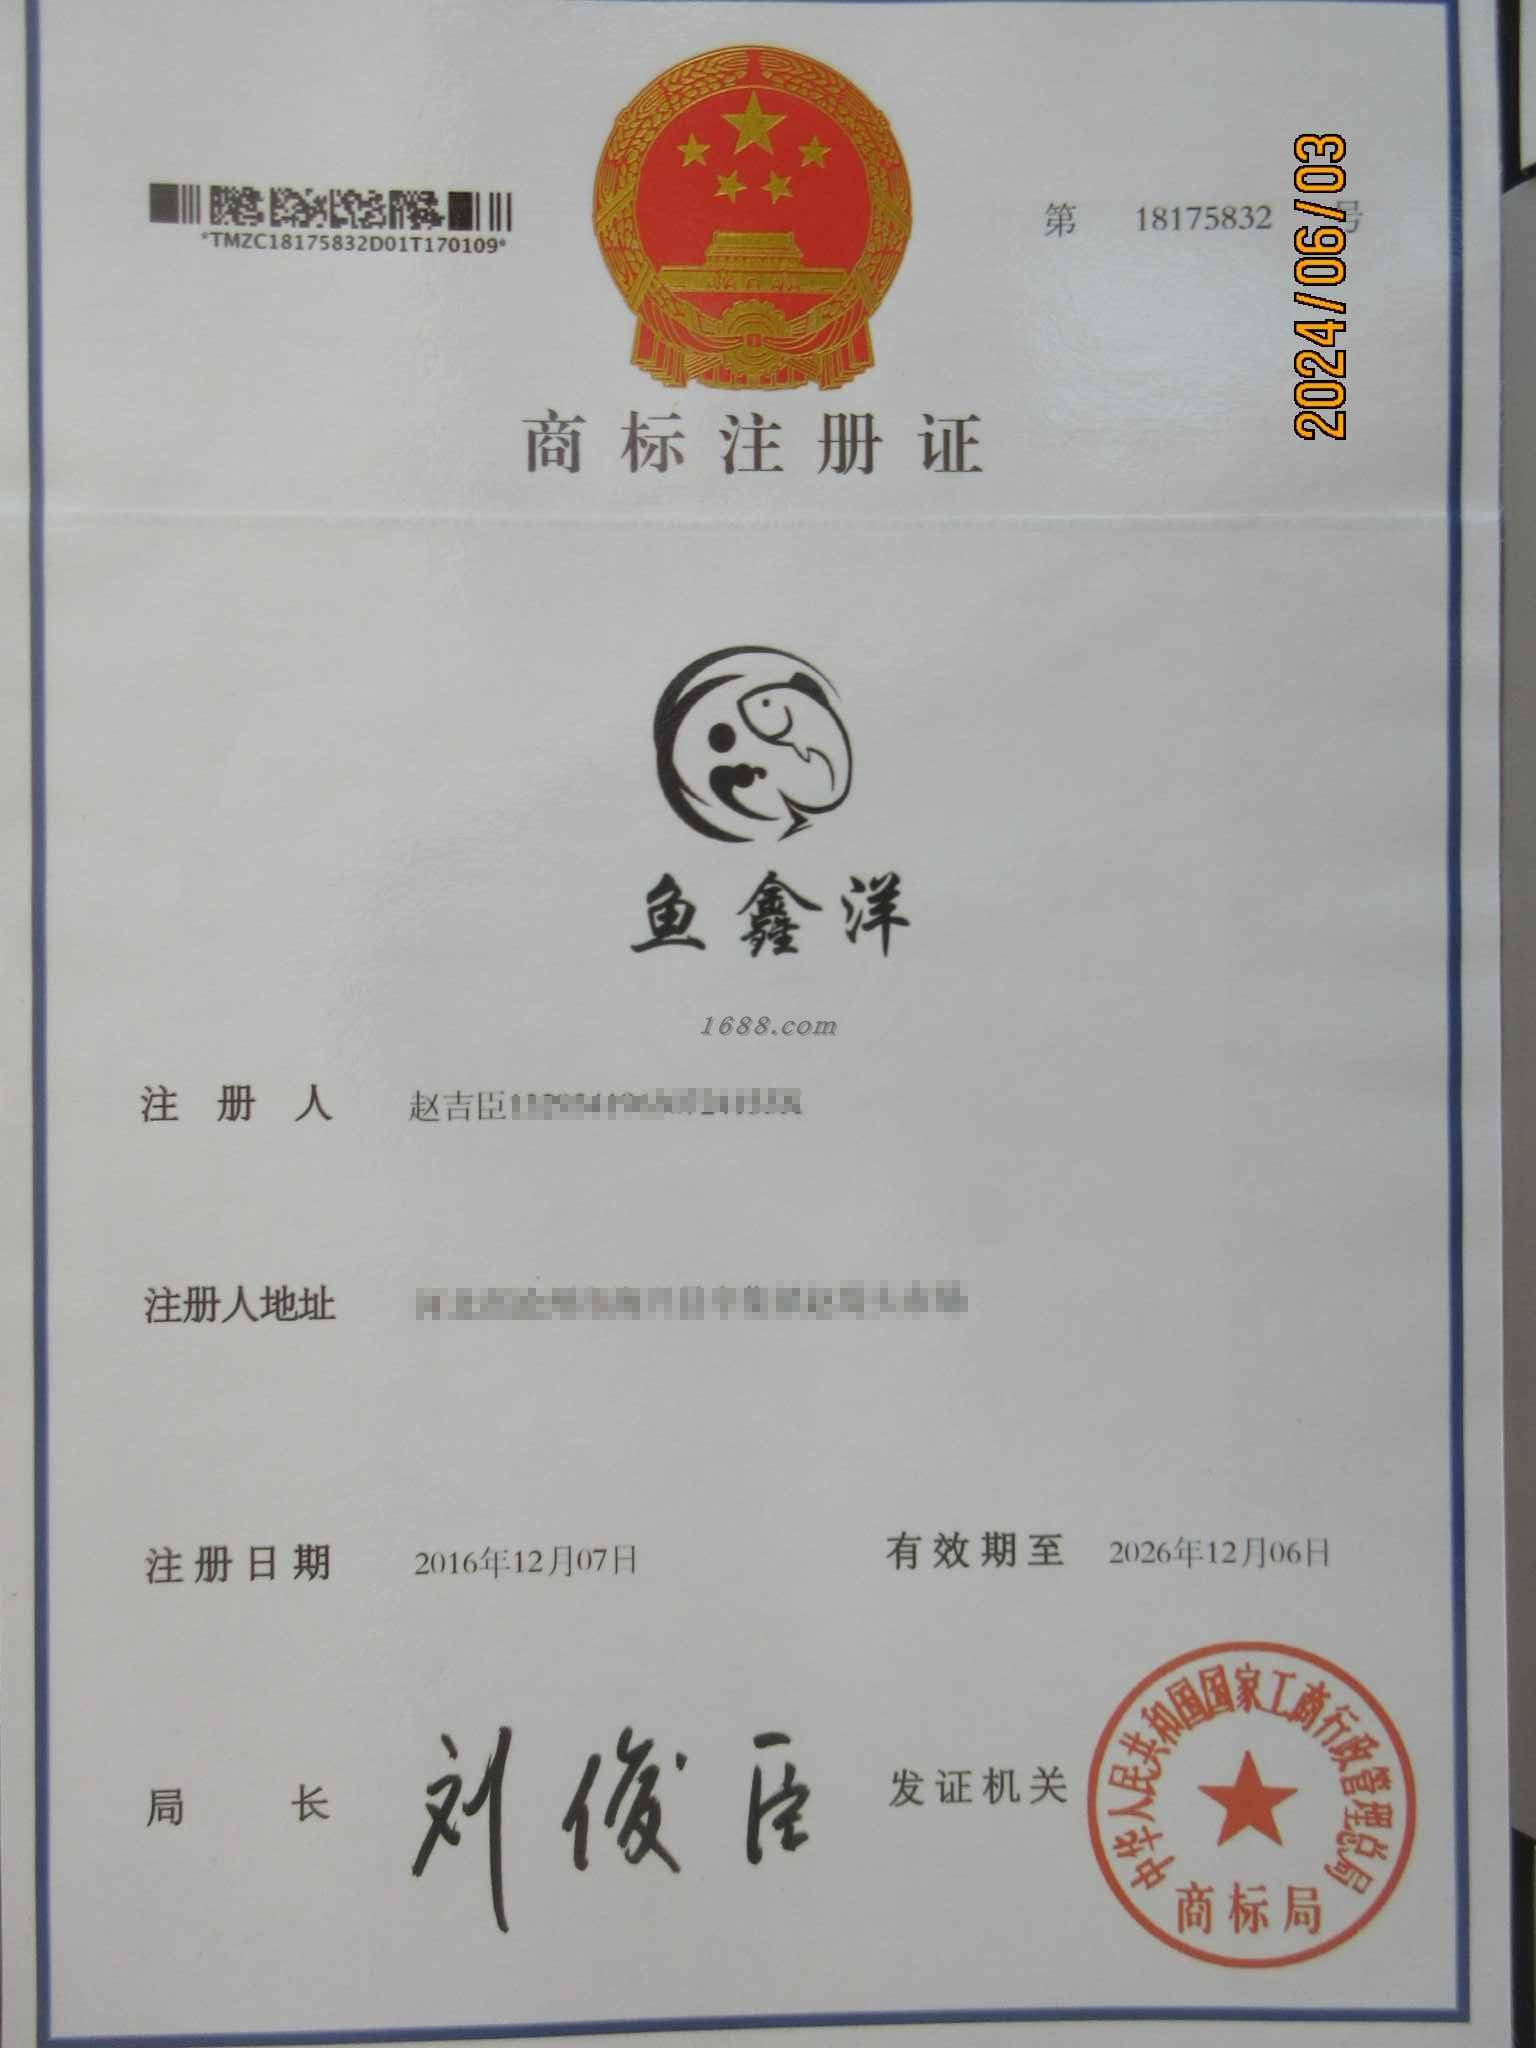 *TMZC18175832D01T170109*
第 18175832 号
2024/06/03
商标注册证
鱼鑫洋
1688.com
注册人 赵吉臣
注册人地址
注册日期 2016年12月07日 有效期至 2026年12月06日
局长 刘俊臣 发证机关
中华人民共和国国家工商行政管理总局
商标局